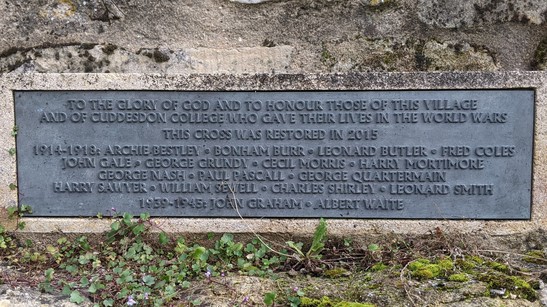 TO THE GLORY OF GOD AND TO HONOUR THOSE OF THIS VILLAGE
AND OF CUDDESDON COLLEGE WHO GAVE THEIR LIVES IN THE WORLD WARS
THIS CROSS WAS RESTORED IN 2015
1914-1918: ARCHIE BESTLEY • BONHAM BURR • LEONARD BUTLER • FRED COLES
JOHN GALE • GEORGE GRUNDY • CECIL MORRIS • HARRY MORTIMORE
GEORGE NASH • PAUL PASCALL • GEORGE QUARTERMAIN
HARRY SAWYER • WILLIAM SEWELL • CHARLES SHIRLEY • LEONARD SMITH
1939-1945: JOHN GRAHAM • ALBERT WAITE